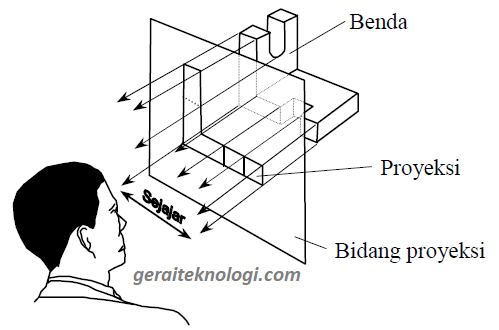 Benda
Proyeksi
Sejajar
Bidang proyeksi
geraiteknologi.com